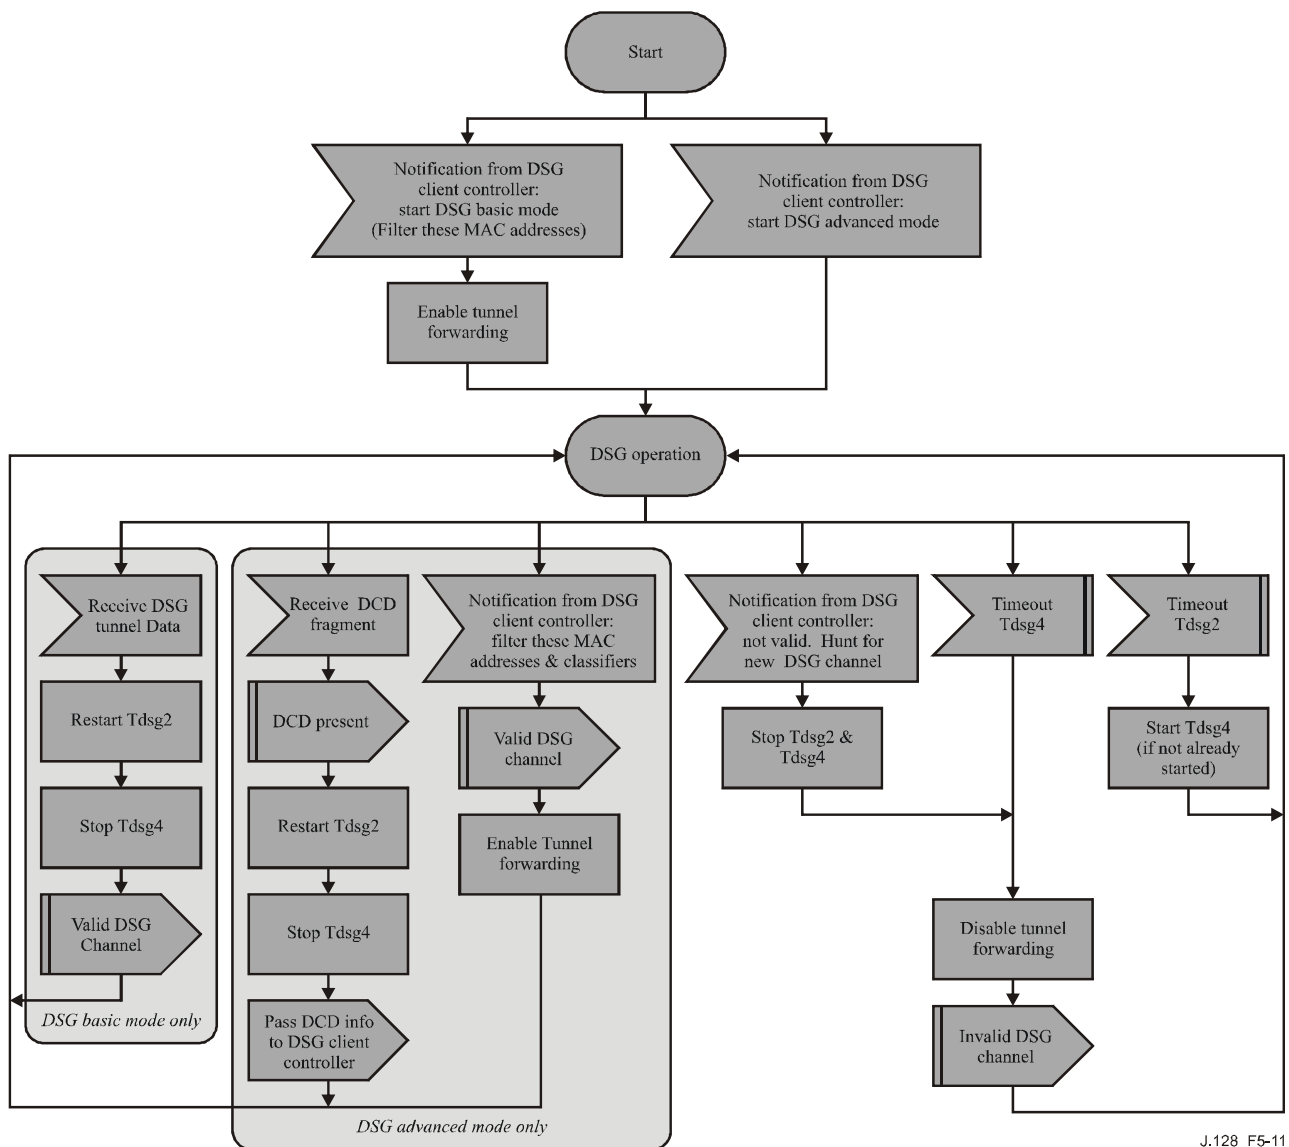 Start
Notification from DSG
client controller:
start DSG basic mode
(Filter these MAC addresses)
Notification from DSG
client controller:
start DSG advanced mode
Enable tunnel
forwarding
DSG operation
Receive DSG
tunnel Data
Restart Tdsg2
Stop Tdsg4
Valid DSG
Channel
DSG basic mode only
Receive DCD
fragment
DCD present
Restart Tdsg2
Stop Tdsg4
Pass DCD info
to DSG client
controller
Notification from DSG
client controller:
filter these MAC
addresses & classifiers
Valid DSG
channel
Enable Tunnel
forwarding
DSG advanced mode only
Notification from DSG
client controller:
not valid. Hunt for
new DSG channel
Stop Tdsg2 &
Tdsg4
Timeout
Tdsg4
Disable tunnel
forwarding
Invalid DSG
channel
Timeout
Tdsg2
Start Tdsg4
(if not already
started)
J.128_F5-11